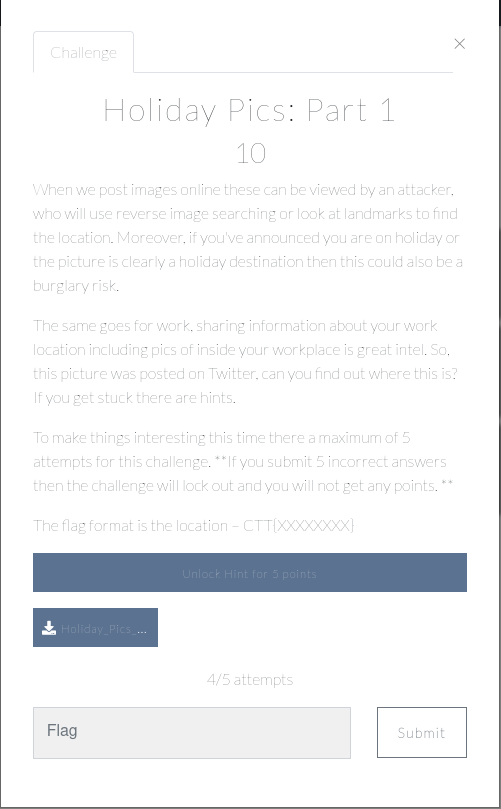 Challenge
×
Holiday Pics: Part 1
10
When we post images online these can be viewed by an attacker,
who will use reverse image searching or look at landmarks to find
the location. Moreover, if you've announced you are on holiday or
the picture is clearly a holiday destination then this could also be a
burglary risk.
The same goes for work, sharing information about your work
location including pics of inside your workplace is great intel. So,
this picture was posted on Twitter, can you find out where this is?
If you get stuck there are hints.
To make things interesting this time there a maximum of 5
attempts for this challenge. **If you submit 5 incorrect answers
then the challenge will lock out and you will not get any points. **
The flag format is the location – CTT{XXXXXXXX}
Unlock Hint for 5 points
Holiday_Pics_...
4/5 attempts
Flag
Submit